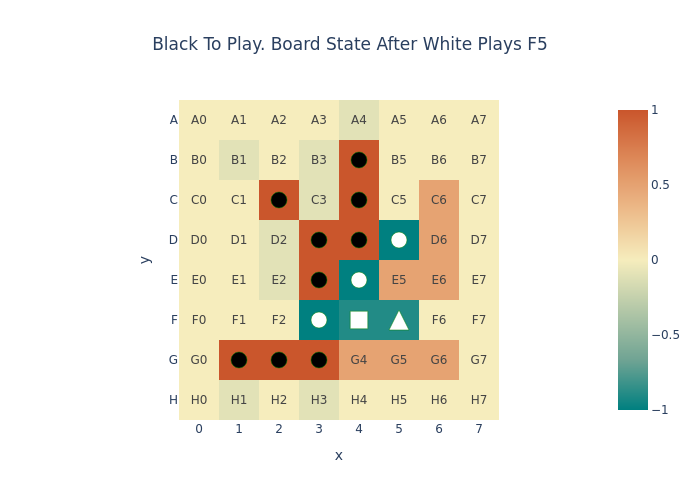 Black To Play. Board State After White Plays F5
A A0 A1 A2 A3 A4 A5 A6 A7
B B0 B1 B2 B3 B5 B6 B7
C C0 C1 C3 C5 C6 C7
D D0 D1 D2 D6 D7
E E0 E1 E2 E5 E6 E7
F F0 F1 F2 F6 F7
G G0 G4 G5 G6 G7
H H0 H1 H2 H3 H4 H5 H6 H7
0 1 2 3 4 5 6 7
x
y
1
0.5
0
−0.5
−1